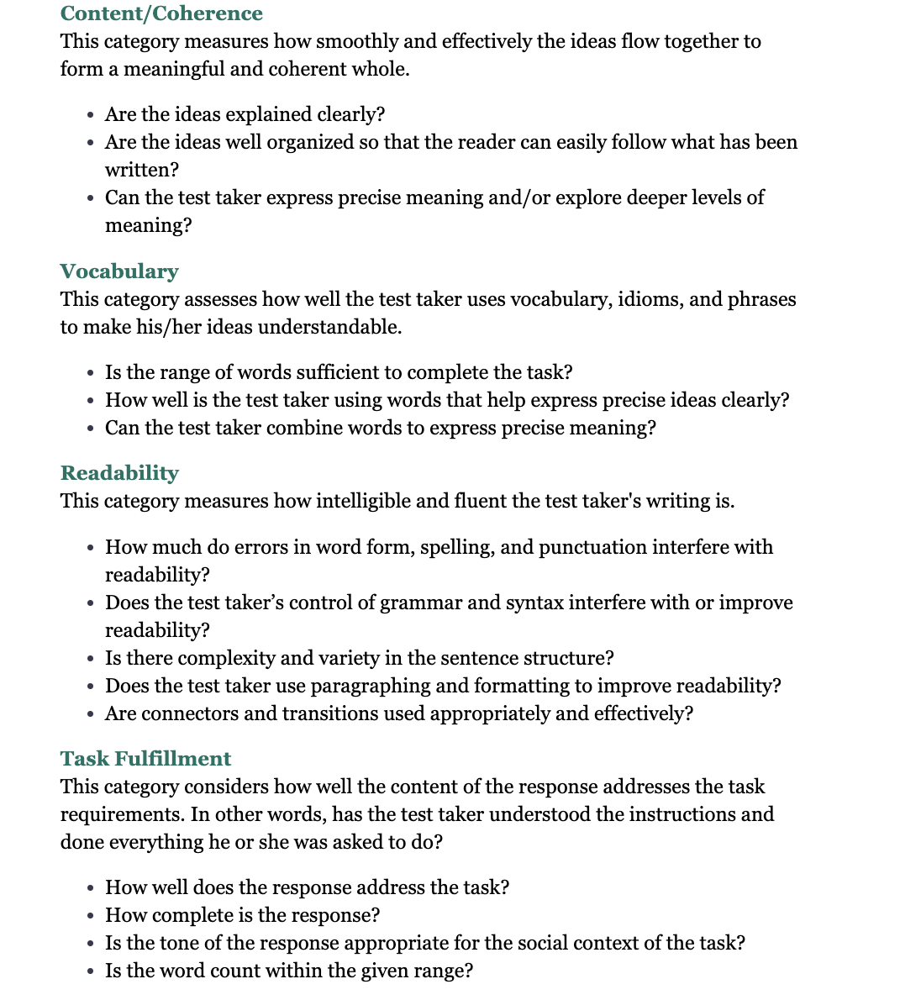 Content/Coherence
This category measures how smoothly and effectively the ideas flow together to
form a meaningful and coherent whole.
• Are the ideas explained clearly?
• Are the ideas well organized so that the reader can easily follow what has been
written?
• Can the test taker express precise meaning and/or explore deeper levels of
meaning?
Vocabulary
This category assesses how well the test taker uses vocabulary, idioms, and phrases
to make his/her ideas understandable.
• Is the range of words sufficient to complete the task?
• How well is the test taker using words that help express precise ideas clearly?
• Can the test taker combine words to express precise meaning?
Readability
This category measures how intelligible and fluent the test taker's writing is.
• How much do errors in word form, spelling, and punctuation interfere with
readability?
• Does the test taker’s control of grammar and syntax interfere with or improve
readability?
• Is there complexity and variety in the sentence structure?
• Does the test taker use paragraphing and formatting to improve readability?
• Are connectors and transitions used appropriately and effectively?
Task Fulfillment
This category considers how well the content of the response addresses the task
requirements. In other words, has the test taker understood the instructions and
done everything he or she was asked to do?
• How well does the response address the task?
• How complete is the response?
• Is the tone of the response appropriate for the social context of the task?
• Is the word count within the given range?